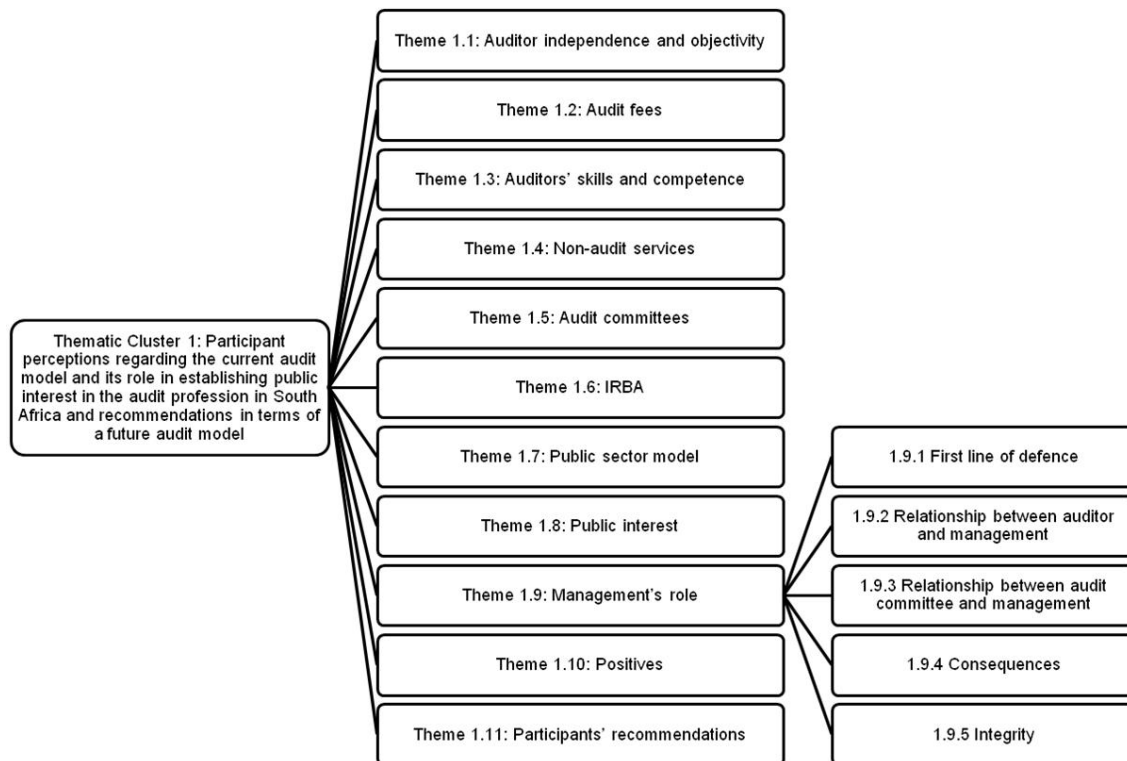 Theme 1.1: Auditor independence and objectivity
Theme 1.2: Audit fees
Theme 1.3: Auditors’ skills and competence
Theme 1.4: Non-audit services
Theme 1.5: Audit committees
Thematic Cluster 1: Participant
perceptions regarding the current audit
model and its role in establishing public
interest in the audit profession in South
Africa and recommendations in terms of
a future audit model
Theme 1.6: IRBA
Theme 1.7: Public sector model
Theme 1.8: Public interest
Theme 1.9: Management’s role
Theme 1.10: Positives
Theme 1.11: Participants’ recommendations
1.9.1 First line of defence
1.9.2 Relationship between auditor
and management
1.9.3 Relationship between audit
committee and management
1.9.4 Consequences
1.9.5 Integrity